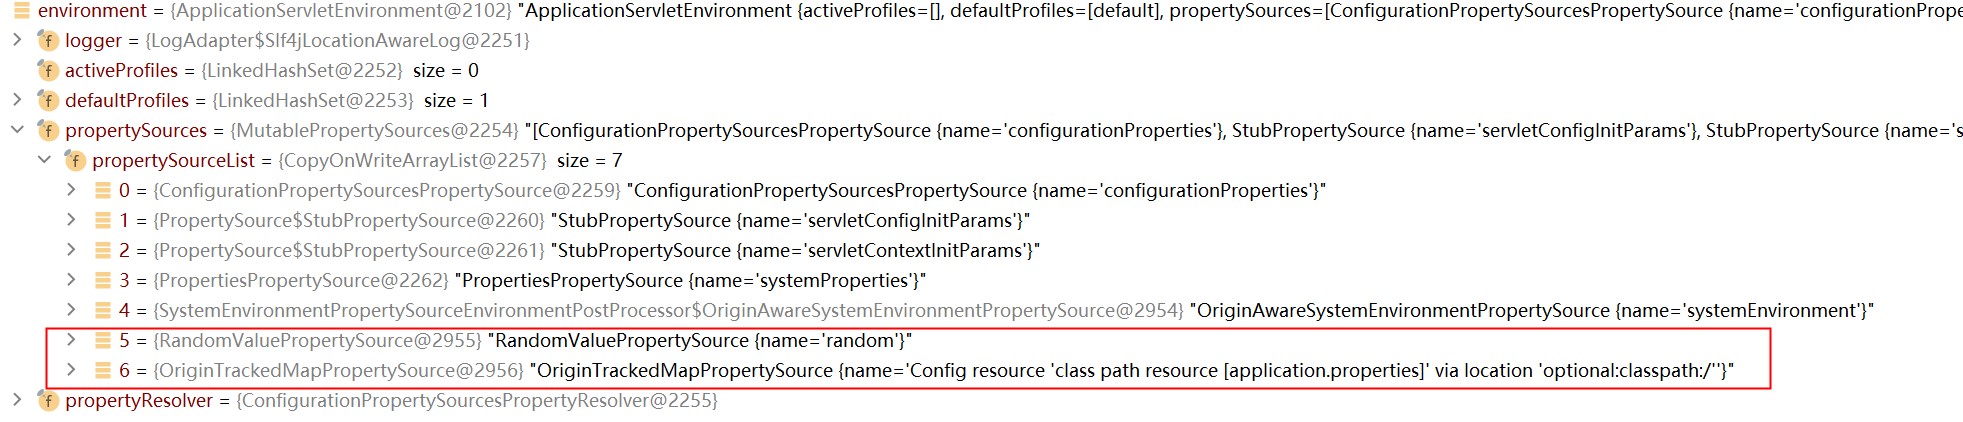 environment = {ApplicationServletEnvironment@2102} "ApplicationServletEnvironment {activeProfiles=[], defaultProfiles=[default], propertySources=[ConfigurationPropertySourcesPropertySource {name='configurationPrope
logger = {LogAdapter$Slf4jLocationAwareLog@2251}
activeProfiles = {LinkedHashSet@2252} size = 0
defaultProfiles = {LinkedHashSet@2253} size = 1
propertySources = {MutablePropertySources@2254} "[ConfigurationPropertySourcesPropertySource {name='configurationProperties'}, StubPropertySource {name='servletConfigInitParams'}, StubPropertySource {name='s
propertySourceList = {CopyOnWriteArrayList@2257} size = 7
0 = {ConfigurationPropertySourcesPropertySource@2259} "ConfigurationPropertySourcesPropertySource {name='configurationProperties'}"
1 = {PropertySource$StubPropertySource@2260} "StubPropertySource {name='servletConfigInitParams'}"
2 = {PropertySource$StubPropertySource@2261} "StubPropertySource {name='servletContextInitParams'}"
3 = {PropertiesPropertySource@2262} "PropertiesPropertySource {name='systemProperties'}"
4 = {SystemEnvironmentPropertySourceEnvironmentPostProcessor$OriginAwareSystemEnvironmentPropertySource@2954} "OriginAwareSystemEnvironmentPropertySource {name='systemEnvironment'}"
5 = {RandomValuePropertySource@2955} "RandomValuePropertySource {name='random'}"
6 = {OriginTrackedMapPropertySource@2956} "OriginTrackedMapPropertySource {name='Config resource 'class path resource [application.properties]' via location 'optional:classpath:/''}"
propertyResolver = {ConfigurationPropertySourcesPropertyResolver@2255}